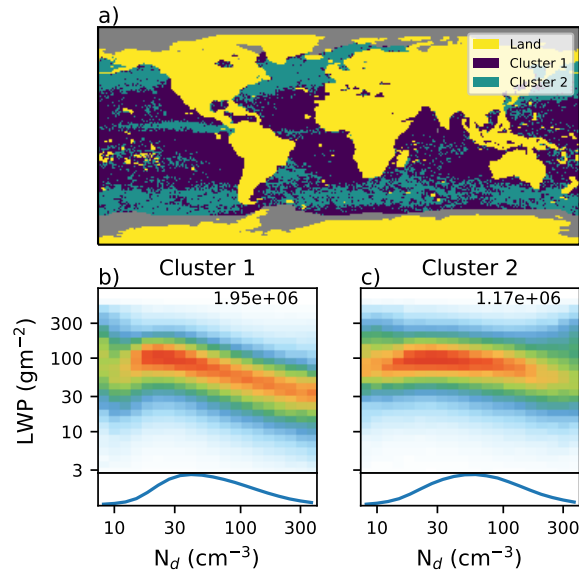 a)
Land
Cluster 1
Cluster 2
b) Cluster 1
c) Cluster 2
1.95e+06
1.17e+06
300
100
30
10
3
LWP (gm⁻²)
10 30 100 300
10 30 100 300
N_d (cm⁻³)
N_d (cm⁻³)